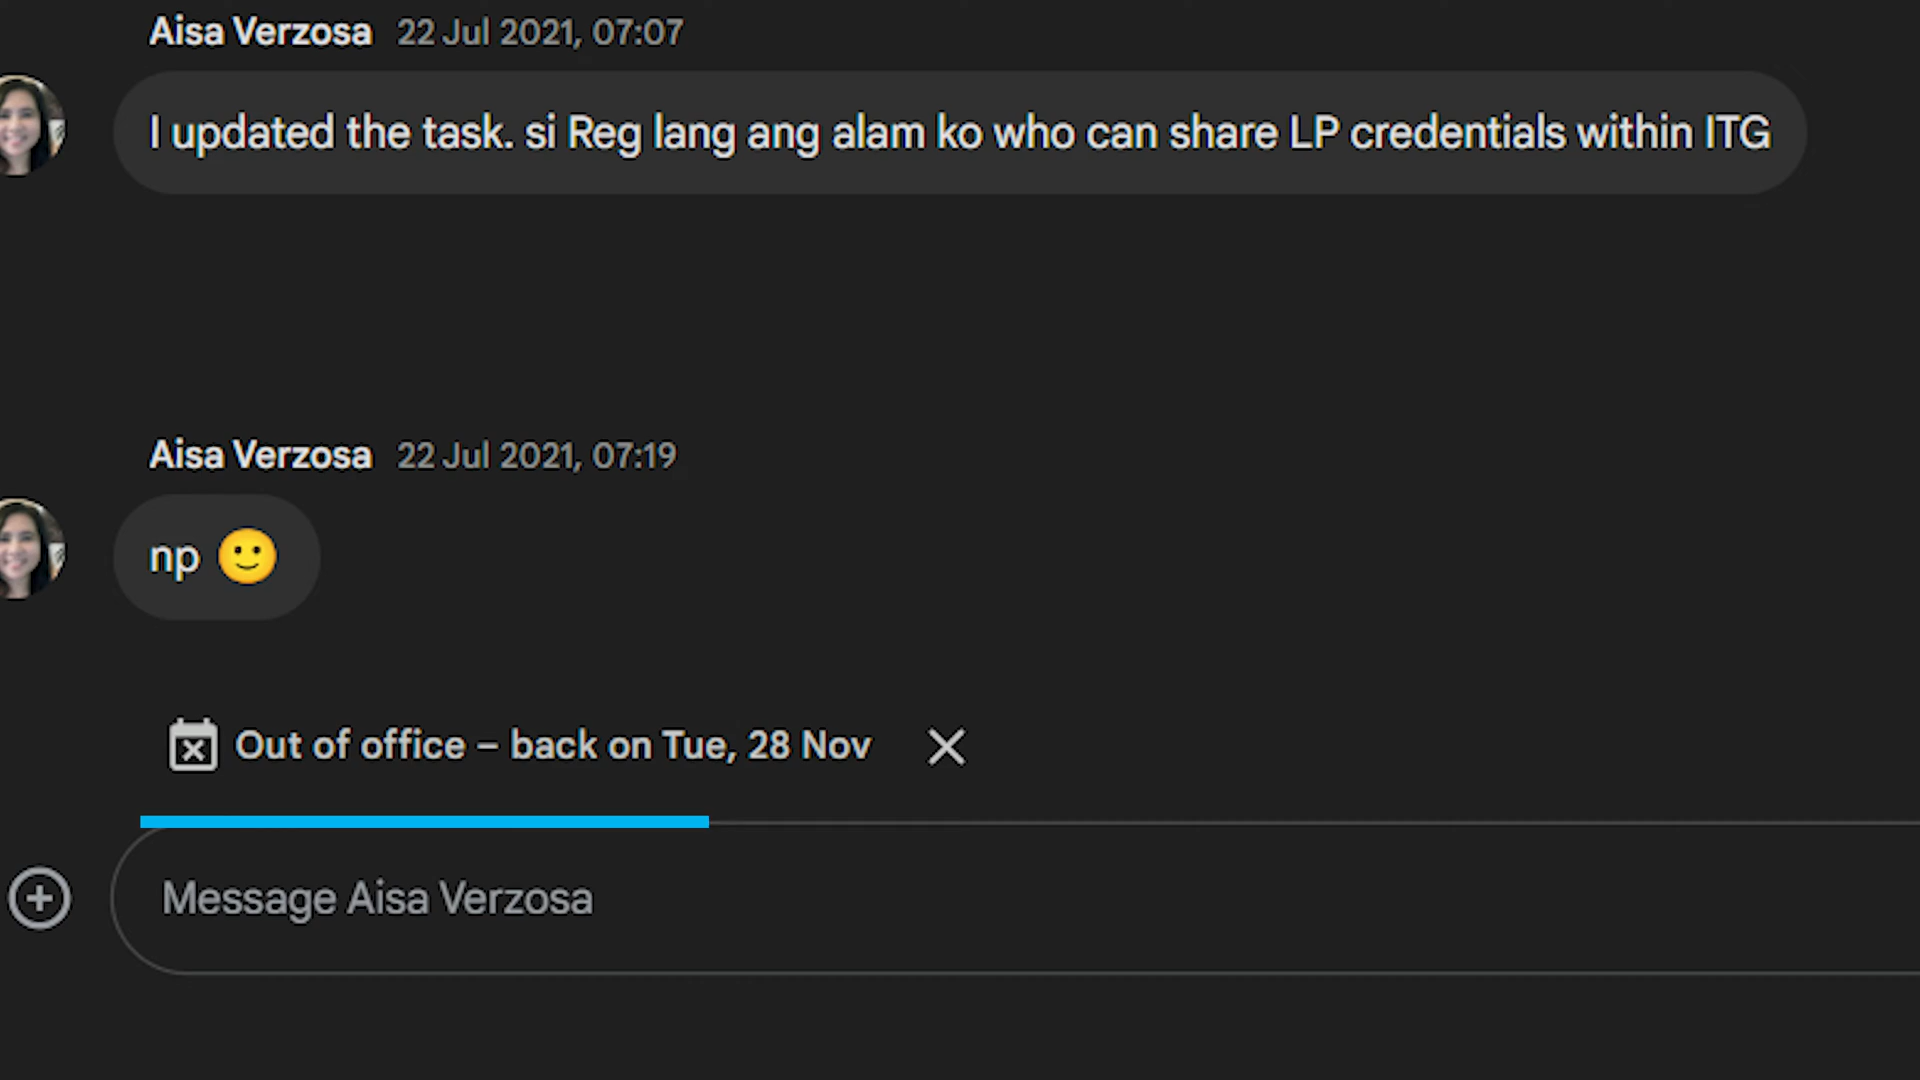 Aisa Verzosa 22 Jul 2021, 07:07
I updated the task. si Reg lang ang alam ko who can share LP credentials within ITG
Aisa Verzosa 22 Jul 2021, 07:19
np 🙂
Out of office – back on Tue, 28 Nov
Message Aisa Verzosa